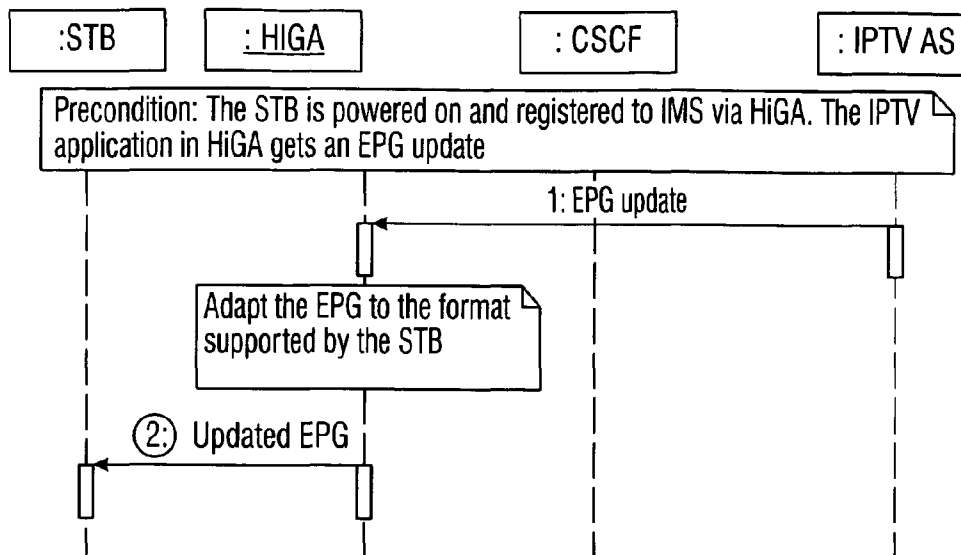 :STB
: HIGA
: CSCF
: IPTV AS
Precondition: The STB is powered on and registered to IMS via HiGA. The IPTV
application in HiGA gets an EPG update
1: EPG update
Adapt the EPG to the format
supported by the STB
2: Updated EPG